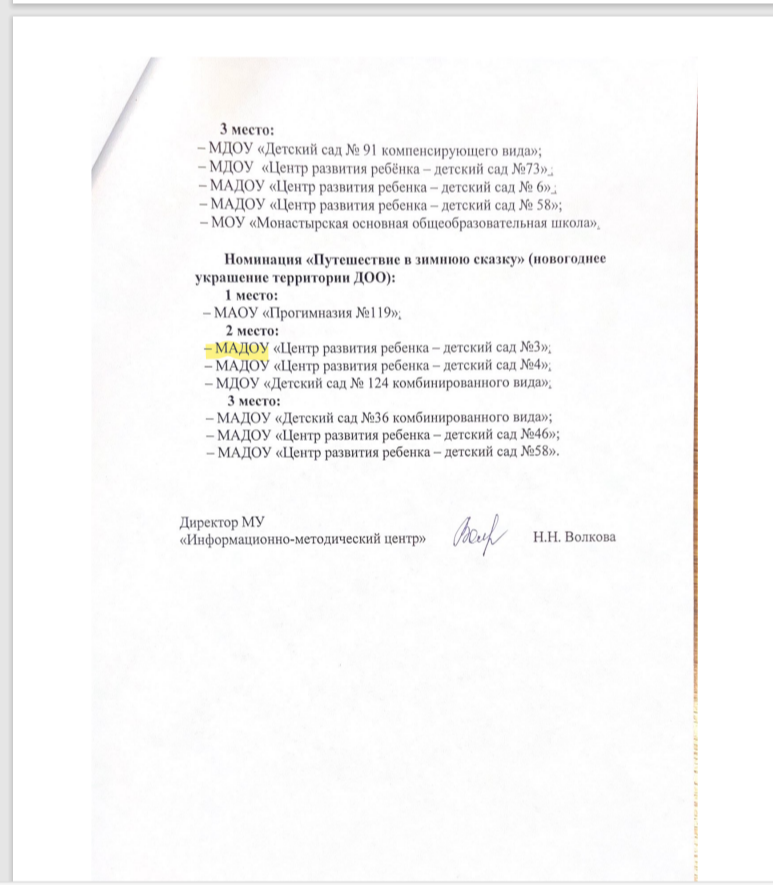 3 место:
– МДОУ «Детский сад № 91 компенсирующего вида»;
– МДОУ «Центр развития ребёнка – детский сад №73».;
– МАДОУ «Центр развития ребенка – детский сад № 6».;
– МАДОУ «Центр развития ребенка – детский сад № 58»;
– МОУ «Монастырская основная общеобразовательная школа».
Номинация «Путешествие в зимнюю сказку» (новогоднее
украшение территории ДОО):
1 место:
– МАОУ «Прогимназия №119»;
2 место:
– МАДОУ «Центр развития ребенка – детский сад №3»;
– МАДОУ «Центр развития ребенка – детский сад №4»;
– МДОУ «Детский сад № 124 комбинированного вида»;
3 место:
– МАДОУ «Детский сад №36 комбинированного вида»;
– МАДОУ «Центр развития ребенка – детский сад №46»;
– МАДОУ «Центр развития ребенка – детский сад №58».
Директор МУ
«Информационно-методический центр» Н.Н. Волкова